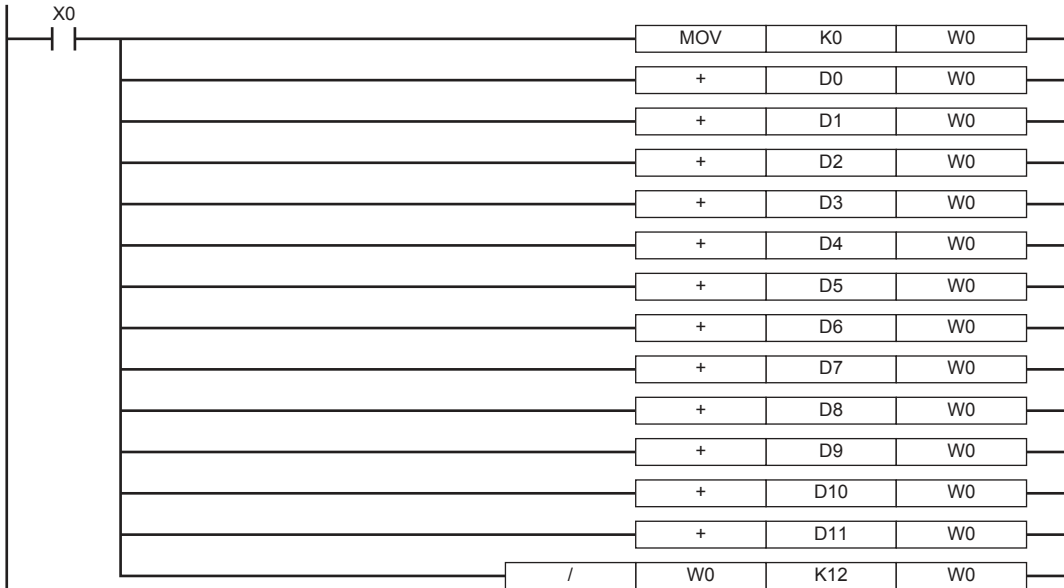 X0
MOV K0 W0
+ D0 W0
+ D1 W0
+ D2 W0
+ D3 W0
+ D4 W0
+ D5 W0
+ D6 W0
+ D7 W0
+ D8 W0
+ D9 W0
+ D10 W0
+ D11 W0
/ W0 K12 W0